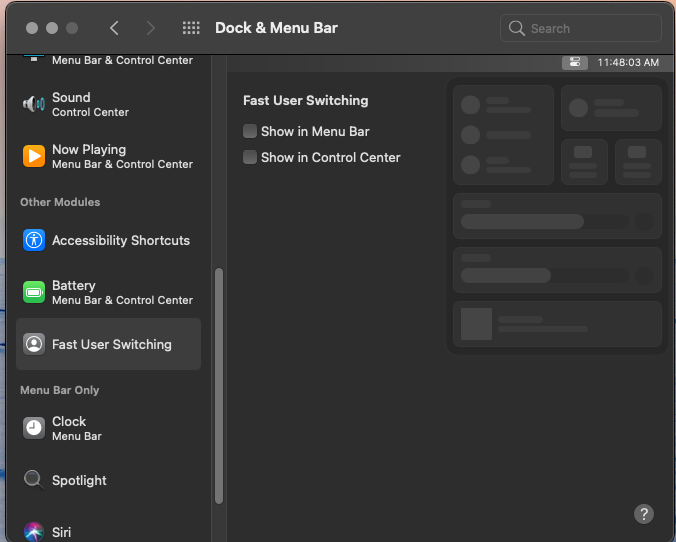 Dock & Menu Bar
Search
Menu Bar & Control Center
Sound
Control Center
Now Playing
Menu Bar & Control Center
Other Modules
Accessibility Shortcuts
Battery
Menu Bar & Control Center
Fast User Switching
Menu Bar Only
Clock
Menu Bar
Spotlight
Siri
11:48:03 AM
Fast User Switching
Show in Menu Bar
Show in Control Center
?